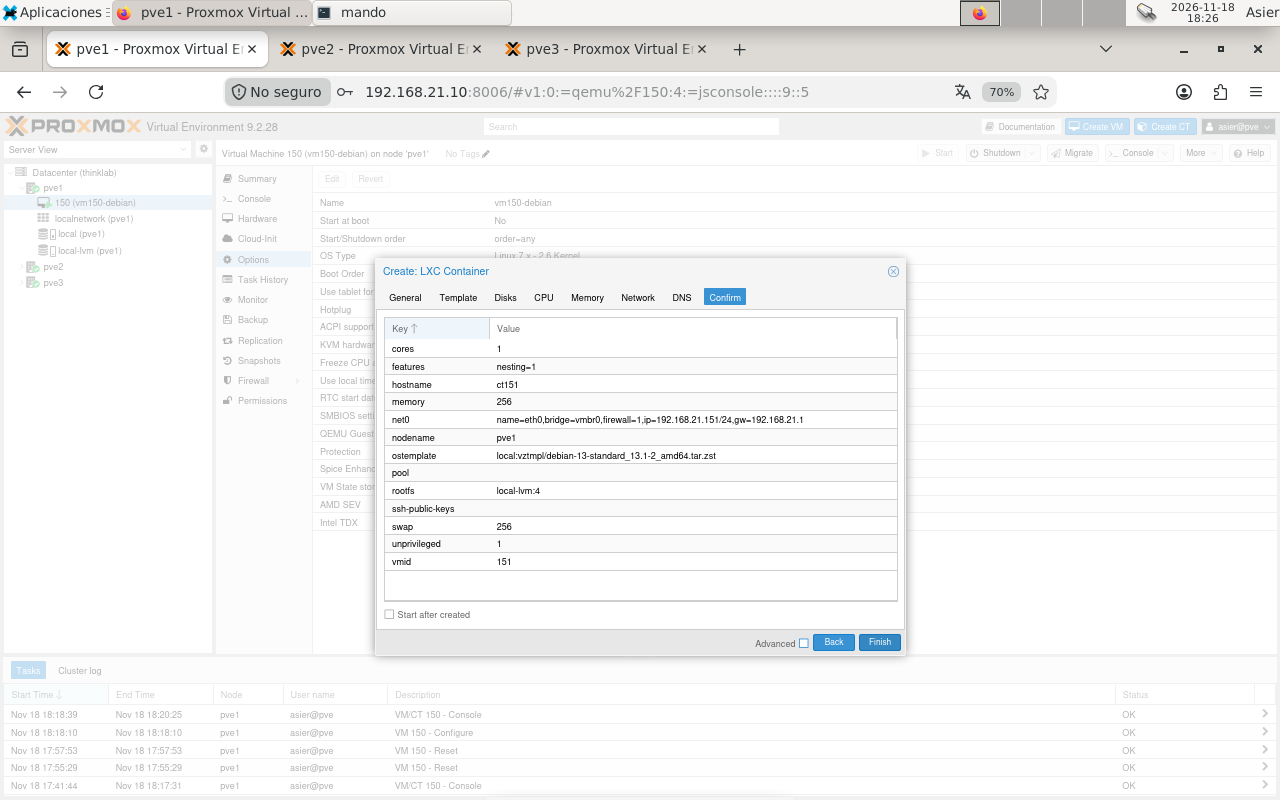 Aplicaciones
pve1 - Proxmox Virtual ...
mando
2026-11-18
18:26
Asier
pve1 - Proxmox Virtual E
pve2 - Proxmox Virtual E
pve3 - Proxmox Virtual E
No seguro
192.168.21.10:8006/#v1:0:=qemu%2F150:4:=jsconsole::::9::5
70%
PROXMOX Virtual Environment 9.2.28
Search
Documentation
Create VM
Create CT
asier@pve
Server View
Virtual Machine 150 (vm150-debian) on node 'pve1'
No Tags
Start
Shutdown
Migrate
Console
More
Help
Datacenter (thinklab)
pve1
150 (vm150-debian)
localnetwork (pve1)
local (pve1)
local-lvm (pve1)
pve2
pve3
Summary
Console
Hardware
Cloud-Init
Options
Task History
Monitor
Backup
Replication
Snapshots
Firewall
Permissions
Edit
Revert
Name vm150-debian
Start at boot No
Start/Shutdown order order=any
OS Type Linux 7.x - 2.6 Kernel
Boot Order
Use tablet for
Hotplug
ACPI support
KVM hardwar
Freeze CPU a
Use local time
RTC start date
SMBIOS setti
QEMU Guest
Protection
Spice Enhanc
VM State stor
AMD SEV
Intel TDX
Create: LXC Container
General
Template
Disks
CPU
Memory
Network
DNS
Confirm
Key Value
cores 1
features nesting=1
hostname ct151
memory 256
net0 name=eth0,bridge=vmbr0,firewall=1,ip=192.168.21.151/24,gw=192.168.21.1
nodename pve1
ostemplate local:vztmpl/debian-13-standard_13.1-2_amd64.tar.zst
pool
rootfs local-lvm:4
ssh-public-keys
swap 256
unprivileged 1
vmid 151
Start after created
Advanced
Back
Finish
Tasks
Cluster log
Start Time End Time Node User name Description Status
Nov 18 18:18:39 Nov 18 18:20:25 pve1 asier@pve VM/CT 150 - Console OK
Nov 18 18:18:10 Nov 18 18:18:10 pve1 asier@pve VM 150 - Configure OK
Nov 18 17:57:53 Nov 18 17:57:53 pve1 asier@pve VM 150 - Reset OK
Nov 18 17:55:29 Nov 18 17:55:29 pve1 asier@pve VM 150 - Reset OK
Nov 18 17:41:44 Nov 18 18:17:31 pve1 asier@pve VM/CT 150 - Console OK